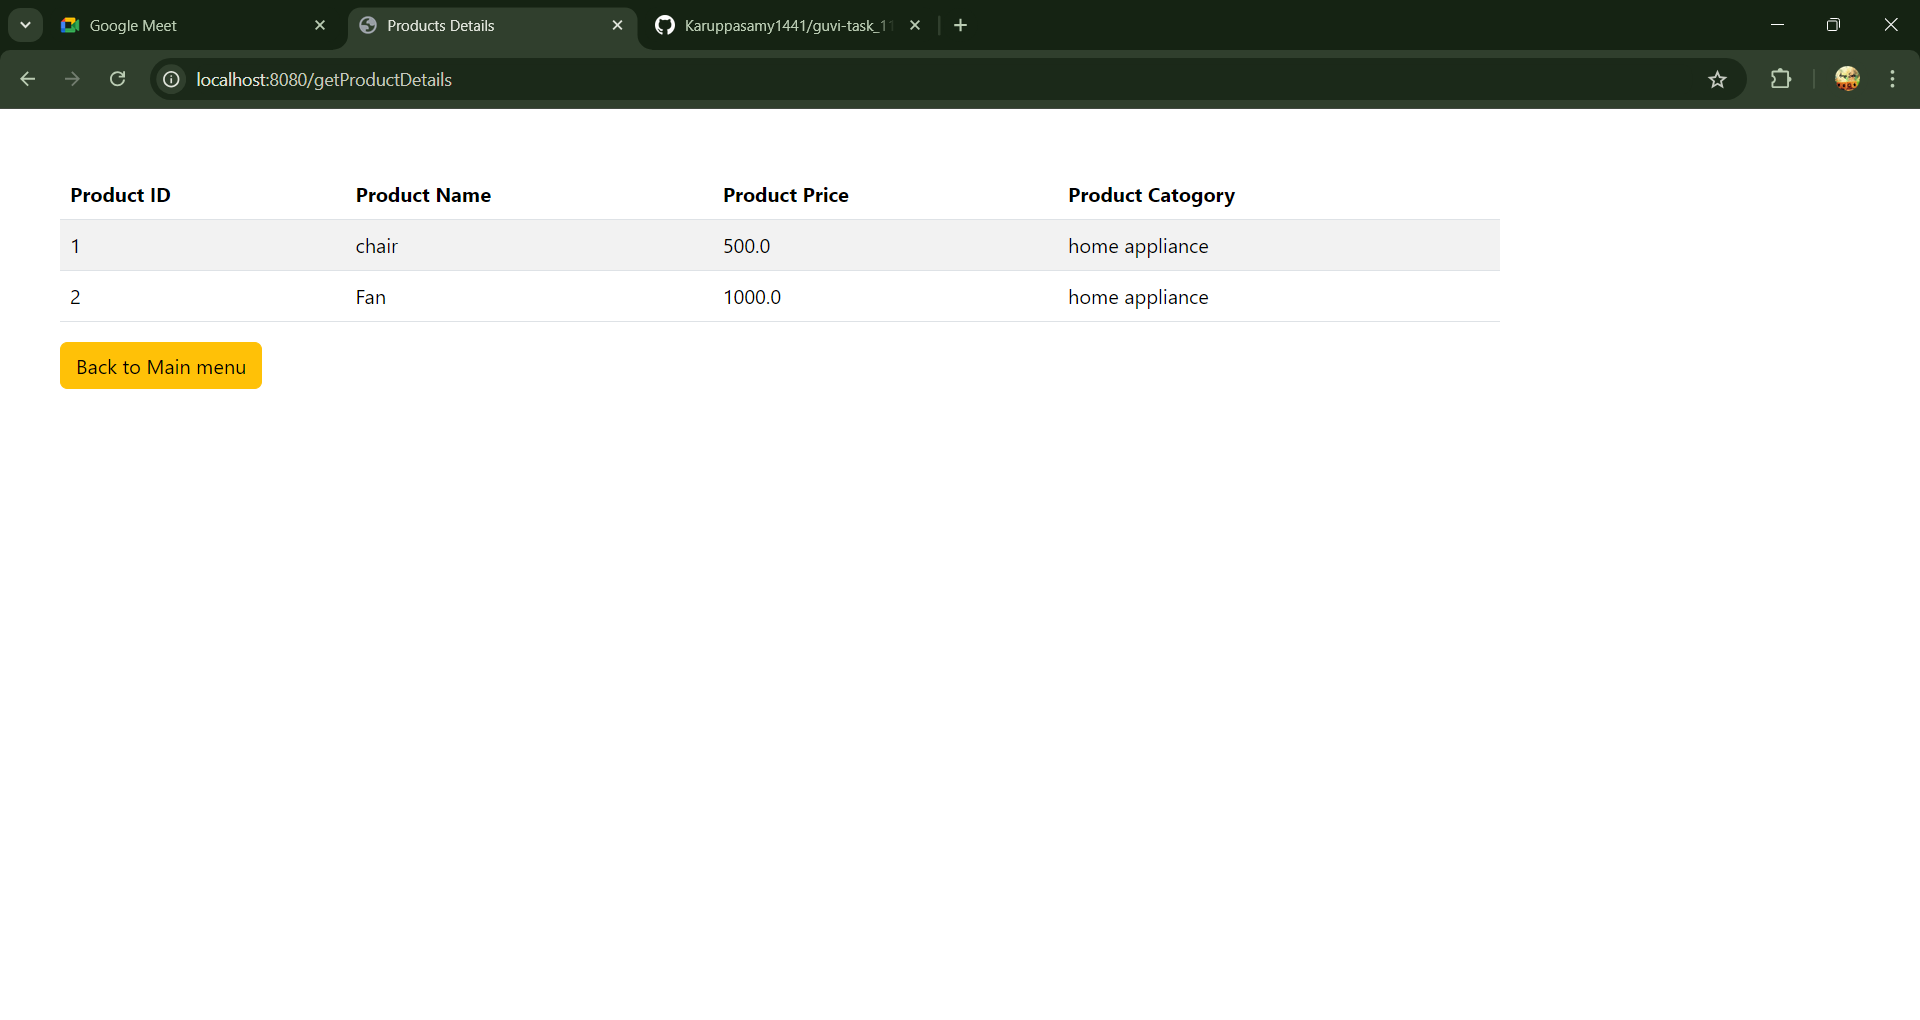 Google Meet
Products Details
Karuppasamy1441/guvi-task_11
localhost:8080/getProductDetails
Product ID Product Name Product Price Product Catogory
1 chair 500.0 home appliance
2 Fan 1000.0 home appliance
Back to Main menu